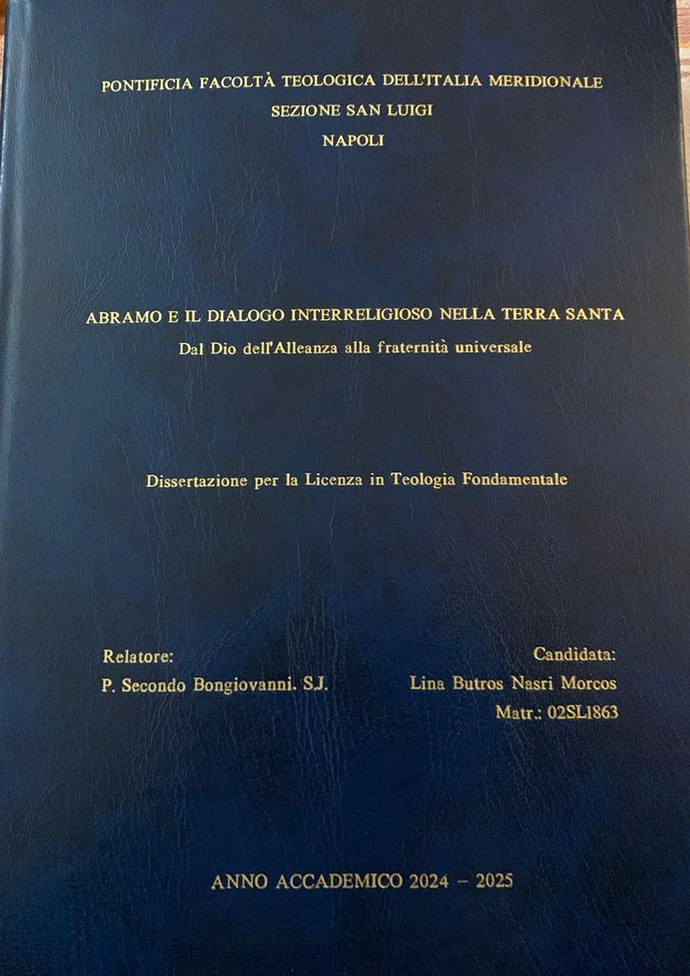 PONTIFICIA FACOLTÀ TEOLOGICA DELL'ITALIA MERIDIONALE
SEZIONE SAN LUIGI
NAPOLI
ABRAMO E IL DIALOGO INTERRELIGIOSO NELLA TERRA SANTA
Dal Dio dell'Alleanza alla fraternità universale
Dissertazione per la Licenza in Teologia Fondamentale
Relatore:
P. Secondo Bongiovanni. S.J.
Candidata:
Lina Butros Nasri Morcos
Matr.: 02SL1863
ANNO ACCADEMICO 2024 – 2025